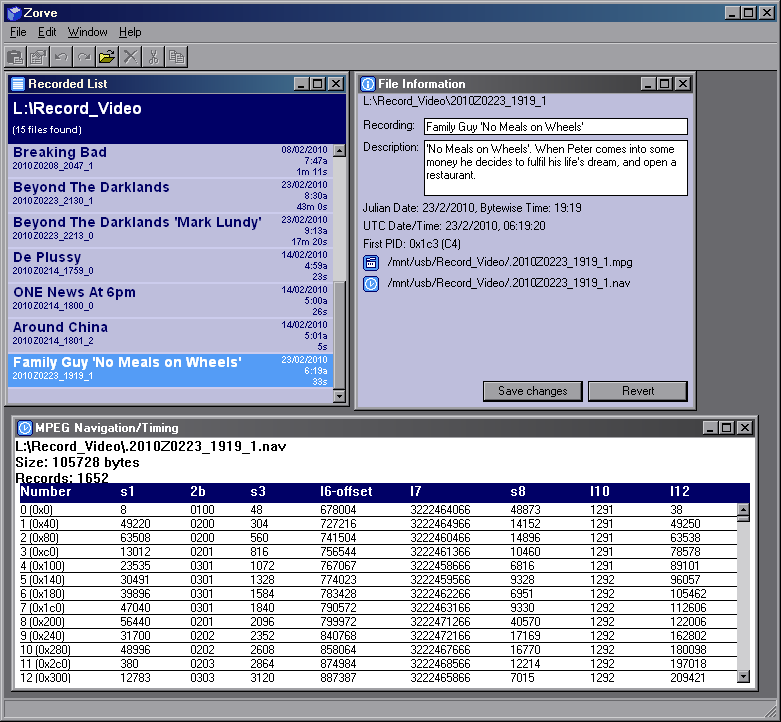 Zorve
File Edit Window Help
Recorded List
L:\Record_Video
(15 files found)
Breaking Bad 08/02/2010
2010Z0208_2047_1 7:47a
1m 11s
Beyond The Darklands 23/02/2010
2010Z0223_2130_1 8:30a
43m 0s
Beyond The Darklands 'Mark Lundy' 23/02/2010
2010Z0223_2213_0 9:13a
17m 20s
De Plussy 14/02/2010
2010Z0214_1759_0 4:59a
23s
ONE News At 6pm 14/02/2010
2010Z0214_1800_0 5:00a
26s
Around China 14/02/2010
2010Z0214_1801_2 5:01a
5s
Family Guy 'No Meals on Wheels' 23/02/2010
2010Z0223_1919_1 6:19a
33s
File Information
L:\Record_Video\2010Z0223_1919_1
Recording: Family Guy 'No Meals on Wheels'
Description: 'No Meals on Wheels'. When Peter comes into some
money he decides to fulfil his life's dream, and open a
restaurant.
Julian Date: 23/2/2010, Bytewise Time: 19:19
UTC Date/Time: 23/2/2010, 06:19:20
First PID: 0x1c3 (C4)
/mnt/usb/Record_Video/.2010Z0223_1919_1.mpg
/mnt/usb/Record_Video/.2010Z0223_1919_1.nav
Save changes Revert
MPEG Navigation/Timing
L:\Record_Video\.2010Z0223_1919_1.nav
Size: 105728 bytes
Records: 1652
Number s1 2b s3 l6-offset l7 s8 l10 l12
0 (0x0) 8 0100 48 678004 3222464066 48873 1291 38
1 (0x40) 49220 0200 304 727216 3222464966 14152 1291 49250
2 (0x80) 63508 0200 560 741504 3222460466 14896 1291 63538
3 (0xc0) 13012 0201 816 756544 3222461366 10460 1291 78578
4 (0x100) 23535 0301 1072 767067 3222458666 6816 1291 89101
5 (0x140) 30491 0301 1328 774023 3222459566 9328 1292 96057
6 (0x180) 39896 0301 1584 783428 3222462266 6951 1292 105462
7 (0x1c0) 47040 0301 1840 790572 3222463166 9330 1292 112606
8 (0x200) 56440 0201 2096 799972 3222471266 40570 1292 122006
9 (0x240) 31700 0202 2352 840768 3222472166 17169 1292 162802
10 (0x280) 48996 0202 2608 858064 3222467666 16770 1292 180098
11 (0x2c0) 380 0203 2864 874984 3222468566 12214 1292 197018
12 (0x300) 12783 0303 3120 887387 3222465866 7015 1292 209421